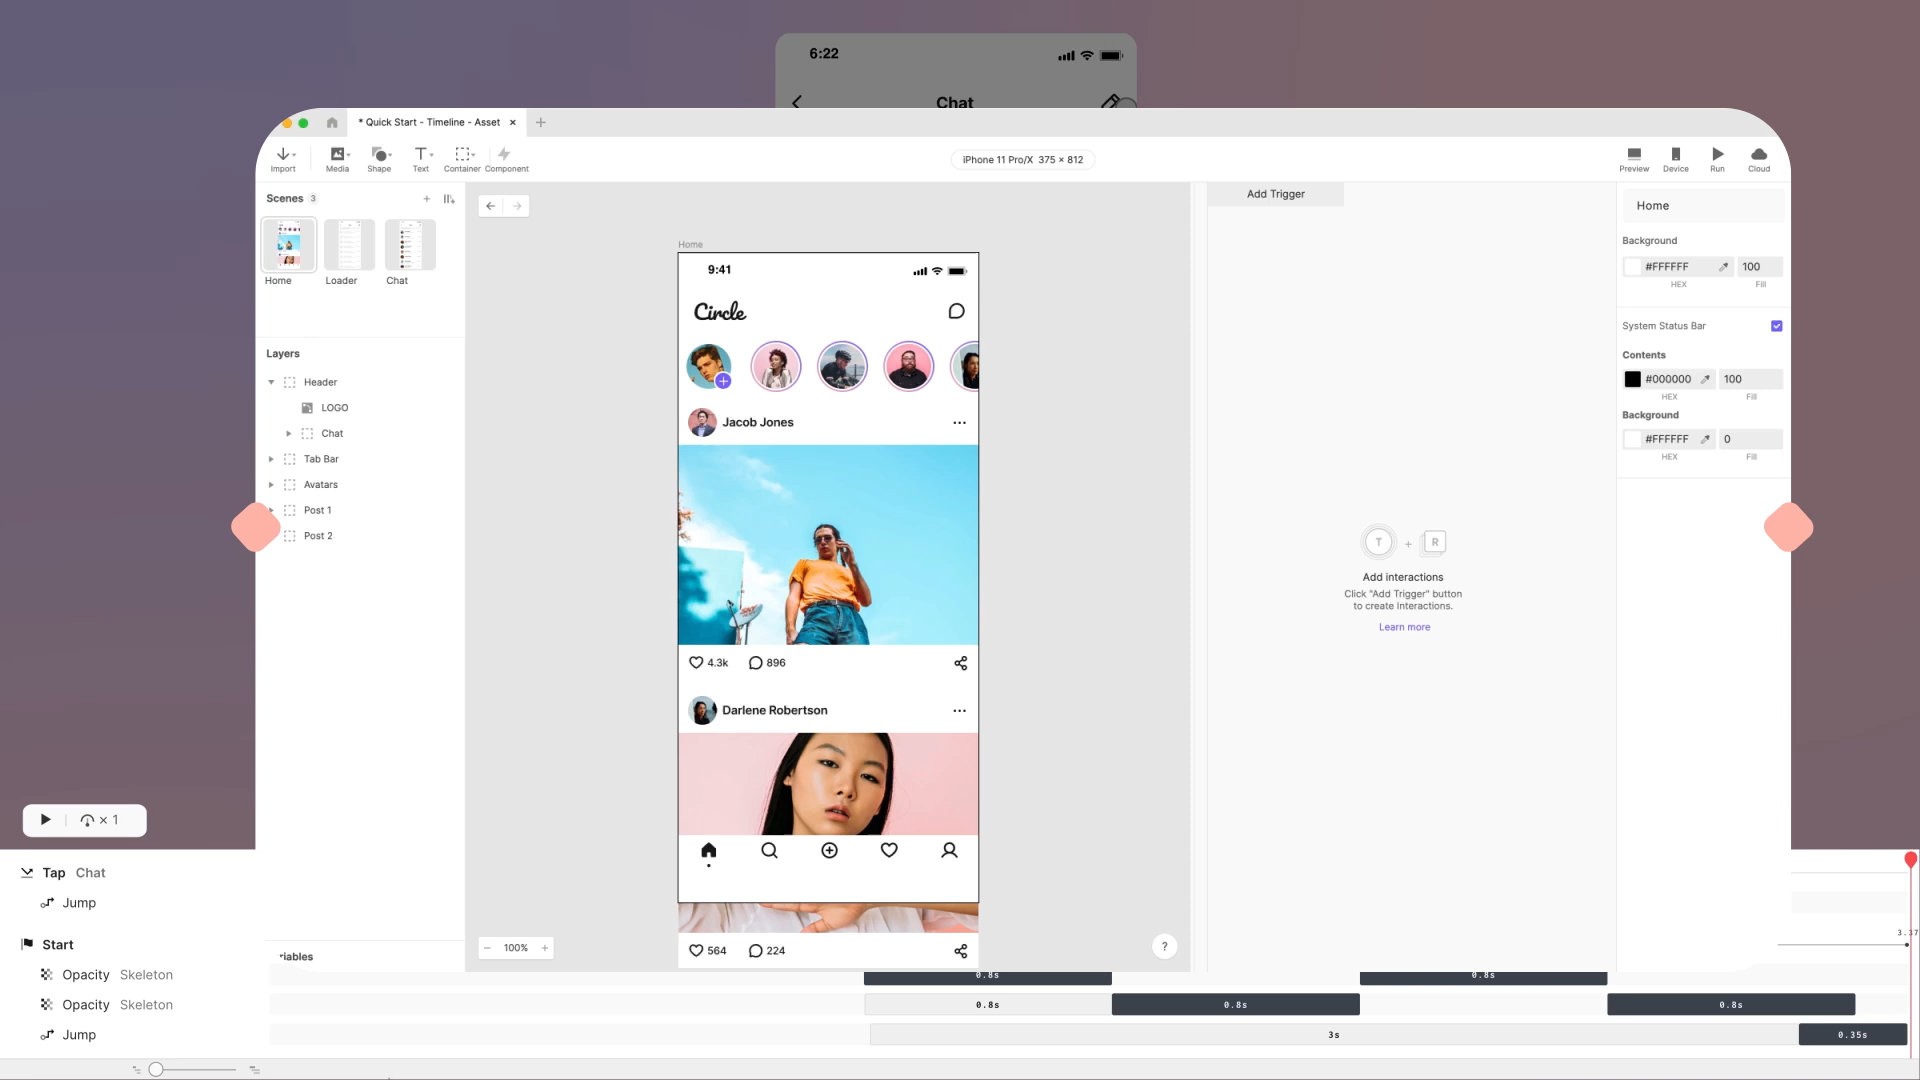 6:22
Chat
* Quick Start - Timeline - Asset
Import
Media
Shape
Text
Container
Component
iPhone 11 Pro/X 375 × 812
Preview
Device
Run
Cloud
Scenes 3
Home
Loader
Chat
Layers
Header
LOGO
Chat
Tab Bar
Avatars
Post 1
Post 2
riables
Home
9:41
Circle
Jacob Jones
4.3k
896
Darlene Robertson
564
224
100%
?
Add Trigger
T + R
Add interactions
Click "Add Trigger" button
to create Interactions.
Learn more
Home
Background
#FFFFFF 100
HEX Fill
System Status Bar
Contents
#000000 100
HEX Fill
Background
#FFFFFF 0
HEX Fill
× 1
Tap Chat
Jump
Start
Opacity Skeleton
Opacity Skeleton
Jump
3.37
0.8s 0.8s
0.8s 0.8s 0.8s
3s 0.35s